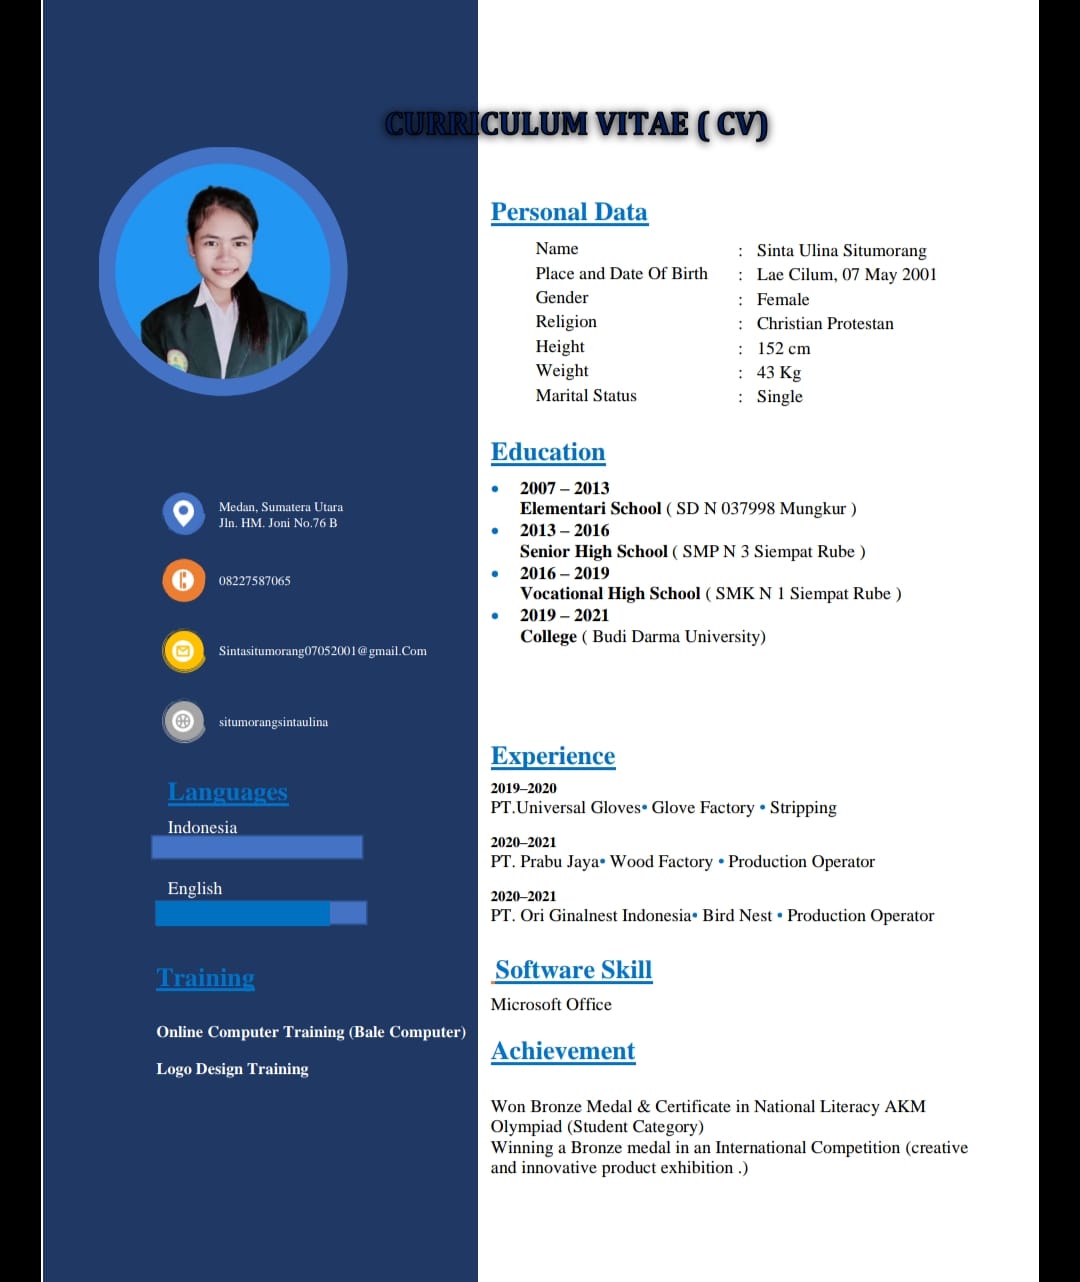 CURRICULUM VITAE ( CV)
Medan, Sumatera Utara
Jln. HM. Joni No.76 B
08227587065
Sintasitumorang07052001@gmail.Com
situmorangsintaulina
Languages
Indonesia
English
Training
Online Computer Training (Bale Computer)
Logo Design Training
Personal Data
Name : Sinta Ulina Situmorang
Place and Date Of Birth : Lae Cilum, 07 May 2001
Gender : Female
Religion : Christian Protestan
Height : 152 cm
Weight : 43 Kg
Marital Status : Single
Education
• 2007 – 2013
Elementari School ( SD N 037998 Mungkur )
• 2013 – 2016
Senior High School ( SMP N 3 Siempat Rube )
• 2016 – 2019
Vocational High School ( SMK N 1 Siempat Rube )
• 2019 – 2021
College ( Budi Darma University)
Experience
2019–2020
PT.Universal Gloves• Glove Factory • Stripping
2020–2021
PT. Prabu Jaya• Wood Factory • Production Operator
2020–2021
PT. Ori Ginalnest Indonesia• Bird Nest • Production Operator
Software Skill
Microsoft Office
Achievement
Won Bronze Medal & Certificate in National Literacy AKM
Olympiad (Student Category)
Winning a Bronze medal in an International Competition (creative
and innovative product exhibition .)